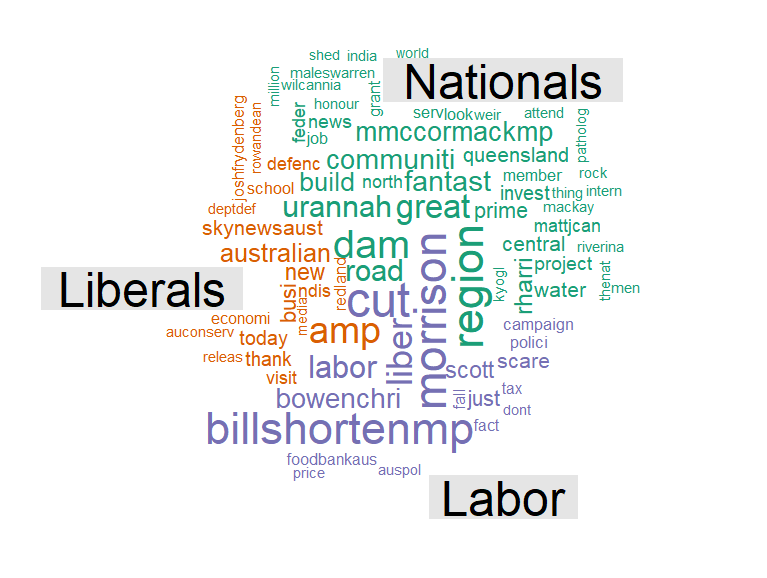 shed india world
maleswarren
Nationals
million
wilcannia
grant
joshfrydenberg
rowandean
feder
honour
news
job
serv look weir attend
mmccormackmp
patholog
defenc
communiti
queensland
school
build
north
fantast
member
rock
invest
thing
intern
deptdef
urannah
great
prime
mackay
skynewsaust
mattjcan
australian
dam
morrison
region
central
riverina
Liberals
new
road
rharri
project
kyogl
thenat
busi
ndis
redland
media
cut
water
men
economi
auconserv
today
amp
liber
campaign
polici
releas
thank
labor
scott
scare
visit
bowenchri
fall
just
tax
dont
billshortenmp
fact
foodbankaus
price
auspol
Labor